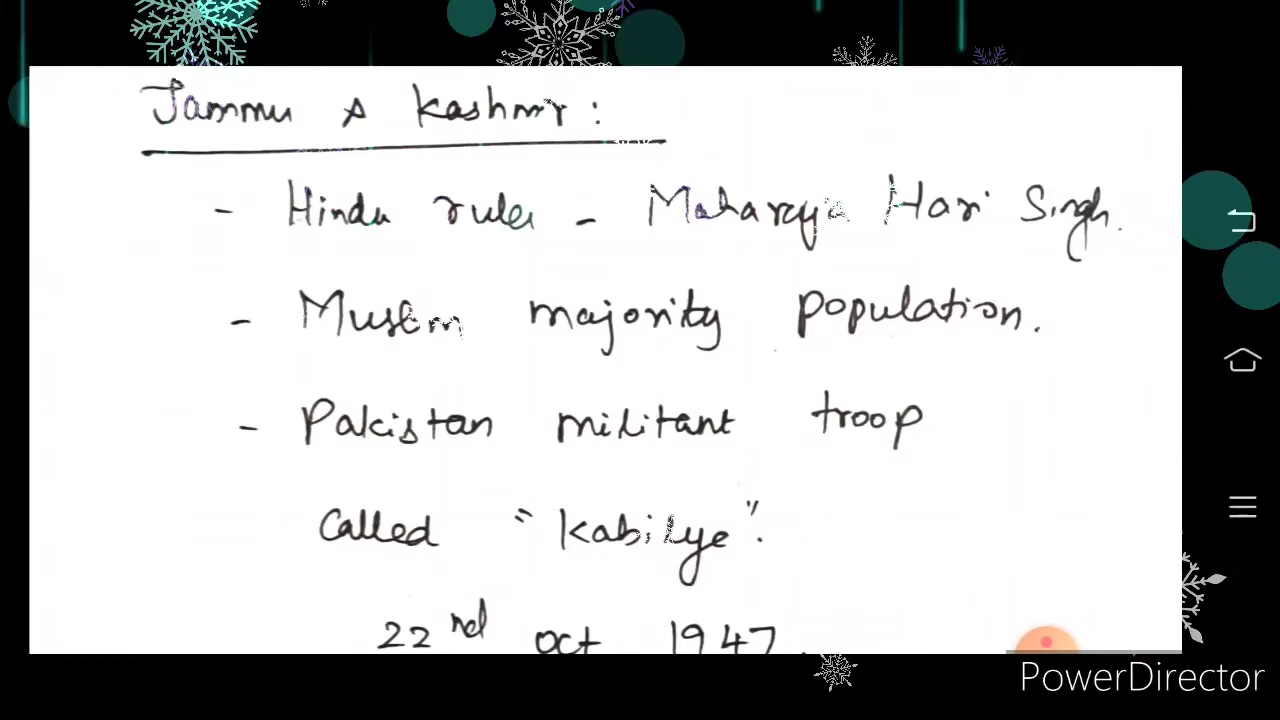 Jammu & Kashmir:
- Hindu ruler - Maharaja Hari Singh.
- Muslim majority population.
- Pakistan militant troop
called "Kabilye".
22nd Oct 1947.
PowerDirector